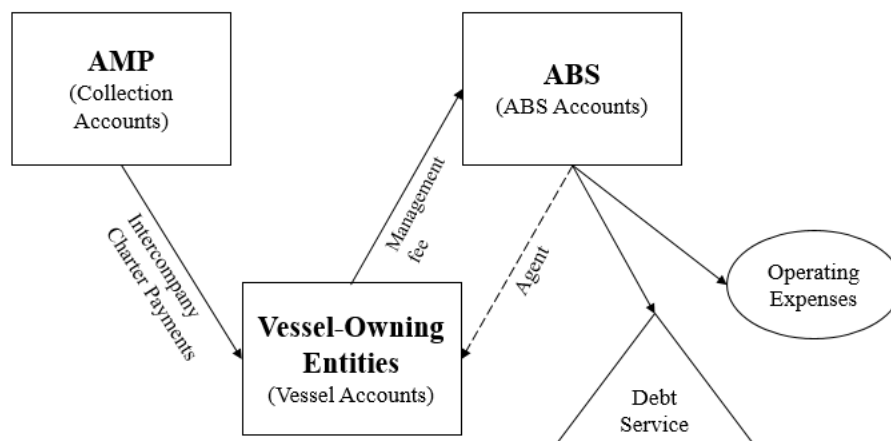 AMP
(Collection
Accounts)
ABS
(ABS Accounts)
Intercompany
Charter Payments
Management
fee
Agent
Operating
Expenses
Vessel-Owning
Entities
(Vessel Accounts)
Debt
Service